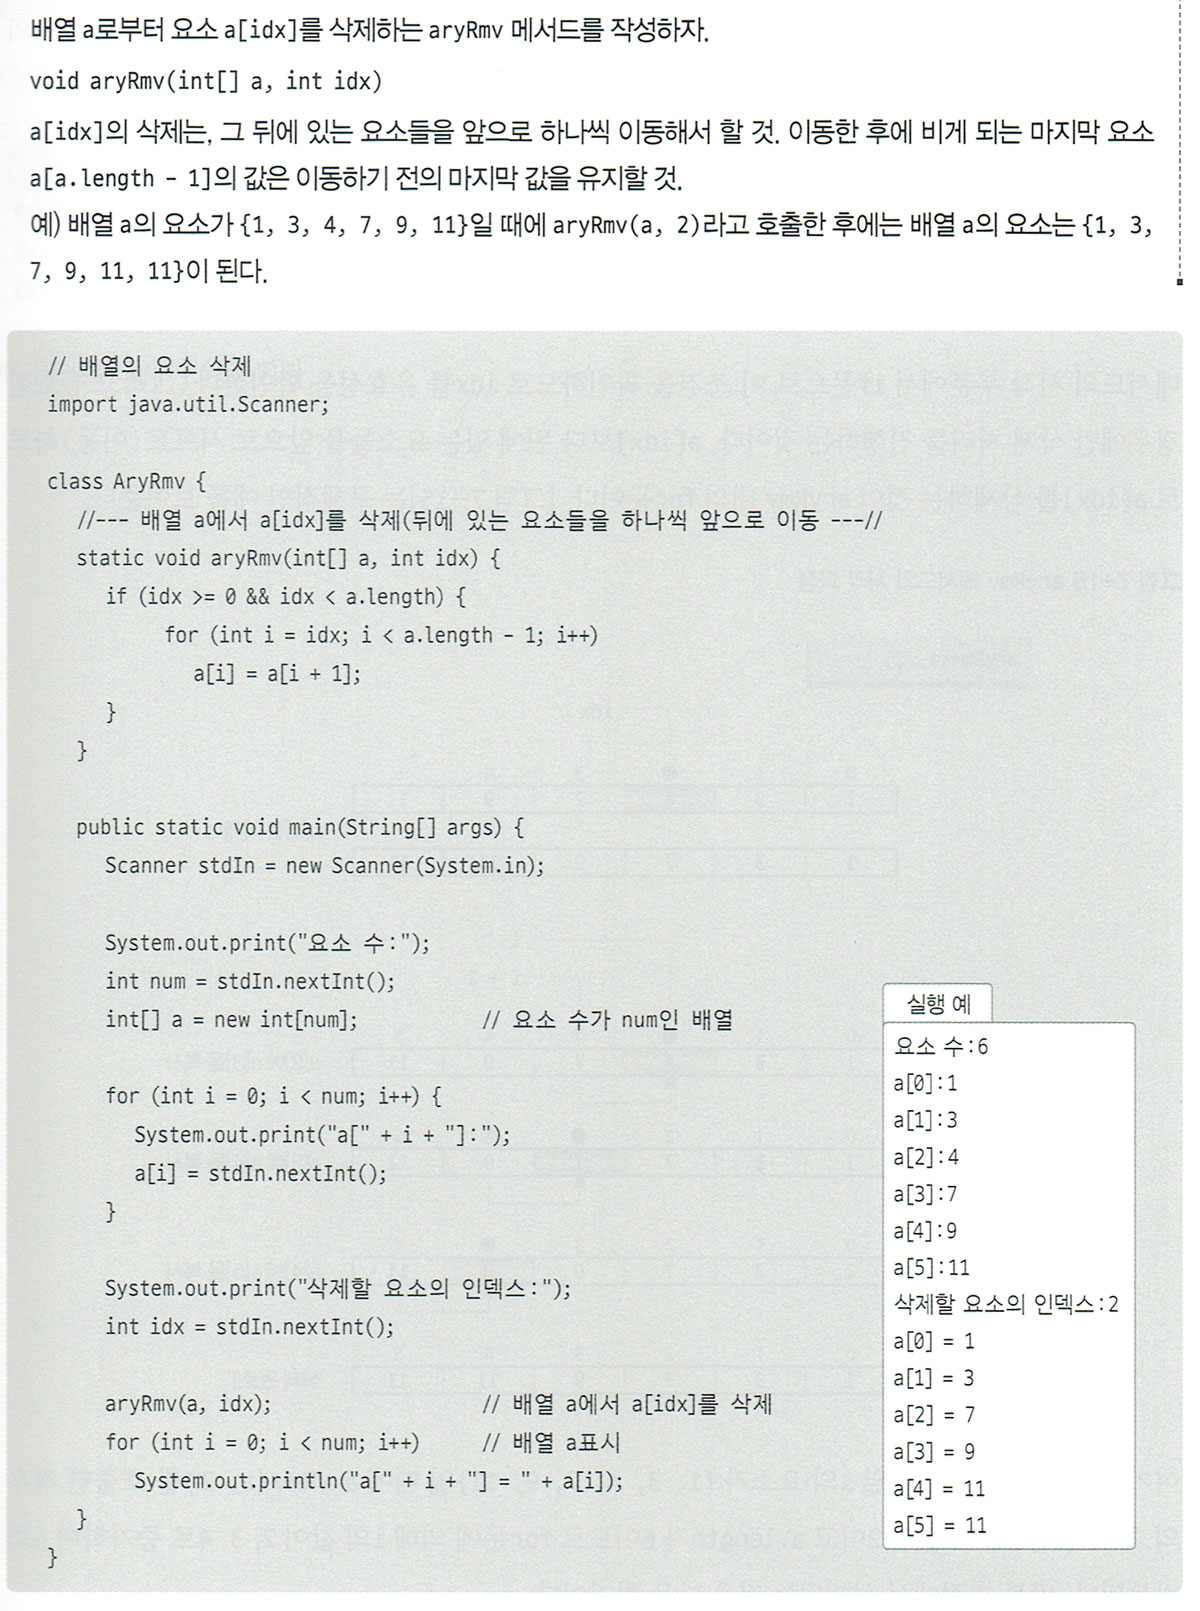 배열 a로부터 요소 a[idx]를 삭제하는 aryRmv 메서드를 작성하자.
void aryRmv(int[] a, int idx)
a[idx]의 삭제는, 그 뒤에 있는 요소들을 앞으로 하나씩 이동해서 할 것. 이동한 후에 비게 되는 마지막 요소
a[a.length - 1]의 값은 이동하기 전의 마지막 값을 유지할 것.
예) 배열 a의 요소가 {1, 3, 4, 7, 9, 11}일 때에 aryRmv(a, 2)라고 호출한 후에는 배열 a의 요소는 {1, 3,
7, 9, 11, 11}이 된다.
// 배열의 요소 삭제
import java.util.Scanner;
class AryRmv {
//--- 배열 a에서 a[idx]를 삭제(뒤에 있는 요소들을 하나씩 앞으로 이동 ---//
static void aryRmv(int[] a, int idx) {
if (idx >= 0 && idx < a.length) {
for (int i = idx; i < a.length - 1; i++)
a[i] = a[i + 1];
}
}
public static void main(String[] args) {
Scanner stdIn = new Scanner(System.in);
System.out.print("요소 수:");
int num = stdIn.nextInt();
int[] a = new int[num]; // 요소 수가 num인 배열
for (int i = 0; i < num; i++) {
System.out.print("a[" + i + "]:");
a[i] = stdIn.nextInt();
}
System.out.print("삭제할 요소의 인덱스:");
int idx = stdIn.nextInt();
aryRmv(a, idx); // 배열 a에서 a[idx]를 삭제
for (int i = 0; i < num; i++) // 배열 a표시
System.out.println("a[" + i + "] = " + a[i]);
}
}
실행 예
요소 수:6
a[0]:1
a[1]:3
a[2]:4
a[3]:7
a[4]:9
a[5]:11
삭제할 요소의 인덱스:2
a[0] = 1
a[1] = 3
a[2] = 7
a[3] = 9
a[4] = 11
a[5] = 11